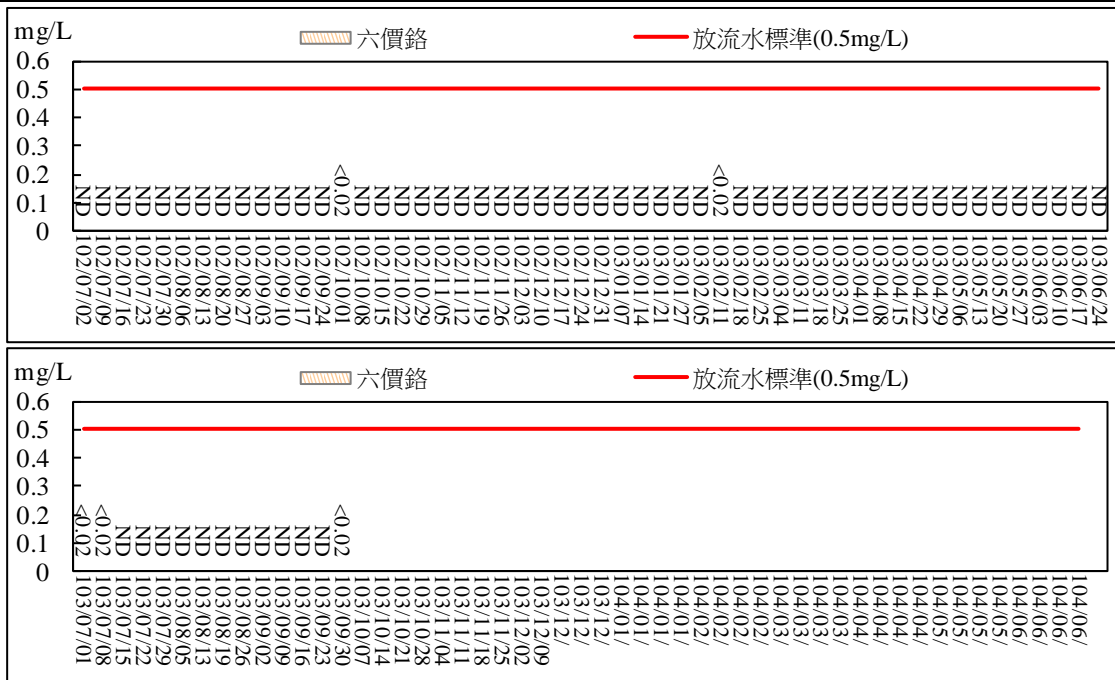 mg/L
六價鉻
放流水標準(0.5mg/L)
0.6
0.5
0.4
0.3
0.2
0.1
0
ND ND ND ND ND ND ND ND ND ND ND ND ND <0.02 ND ND ND ND ND ND ND ND ND ND ND ND ND ND ND ND ND ND <0.02 ND ND ND ND ND ND ND ND ND ND ND ND ND ND ND ND ND ND ND
102/07/02 102/07/09 102/07/16 102/07/23 102/07/30 102/08/06 102/08/13 102/08/20 102/08/27 102/09/03 102/09/10 102/09/17 102/09/24 102/10/01 102/10/08 102/10/15 102/10/22 102/10/29 102/11/05 102/11/12 102/11/19 102/11/26 102/12/03 102/12/10 102/12/17 102/12/24 102/12/31 103/01/07 103/01/14 103/01/21 103/01/27 103/02/05 103/02/11 103/02/18 103/02/25 103/03/04 103/03/11 103/03/18 103/03/25 103/04/01 103/04/08 103/04/15 103/04/22 103/04/29 103/05/06 103/05/13 103/05/20 103/05/27 103/06/03 103/06/10 103/06/17 103/06/24
mg/L
六價鉻
放流水標準(0.5mg/L)
0.6
0.5
0.4
0.3
0.2
0.1
0
<0.02 <0.02 ND ND ND ND ND ND ND ND ND ND ND <0.02
103/07/01 103/07/08 103/07/15 103/07/22 103/07/29 103/08/05 103/08/13 103/08/19 103/08/26 103/09/02 103/09/09 103/09/16 103/09/23 103/09/30 103/10/07 103/10/14 103/10/21 103/10/28 103/11/04 103/11/11 103/11/18 103/11/25 103/12/02 103/12/09 103/12/ 103/12/ 103/12/ 104/01/ 104/01/ 104/01/ 104/01/ 104/02/ 104/02/ 104/02/ 104/02/ 104/03/ 104/03/ 104/03/ 104/03/ 104/04/ 104/04/ 104/04/ 104/04/ 104/05/ 104/05/ 104/05/ 104/05/ 104/06/ 104/06/ 104/06/ 104/06/